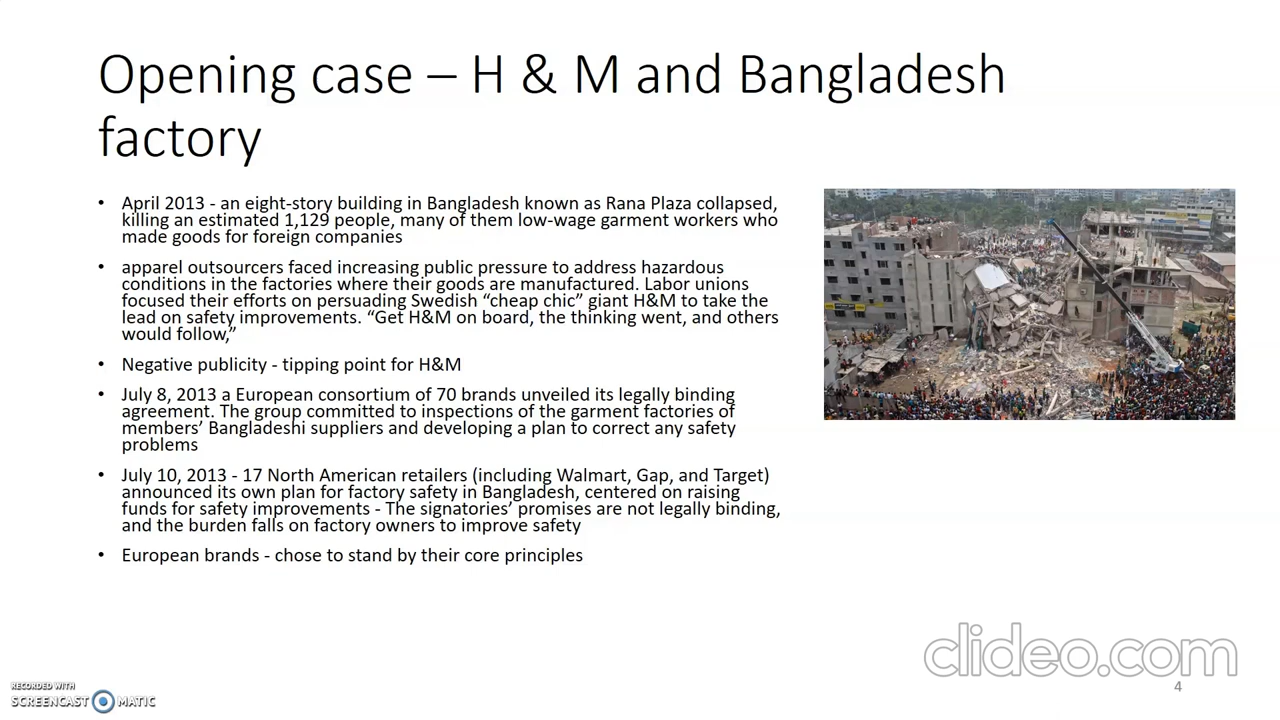 Opening case – H & M and Bangladesh
factory
• April 2013 - an eight-story building in Bangladesh known as Rana Plaza collapsed,
killing an estimated 1,129 people, many of them low-wage garment workers who
made goods for foreign companies
• apparel outsourcers faced increasing public pressure to address hazardous
conditions in the factories where their goods are manufactured. Labor unions
focused their efforts on persuading Swedish “cheap chic” giant H&M to take the
lead on safety improvements. “Get H&M on board, the thinking went, and others
would follow,”
• Negative publicity - tipping point for H&M
• July 8, 2013 a European consortium of 70 brands unveiled its legally binding
agreement. The group committed to inspections of the garment factories of
members’ Bangladeshi suppliers and developing a plan to correct any safety
problems
• July 10, 2013 - 17 North American retailers (including Walmart, Gap, and Target)
announced its own plan for factory safety in Bangladesh, centered on raising
funds for safety improvements - The signatories’ promises are not legally binding,
and the burden falls on factory owners to improve safety
• European brands - chose to stand by their core principles
clideo.com
4
RECORDED WITH
SCREENCAST MATIC